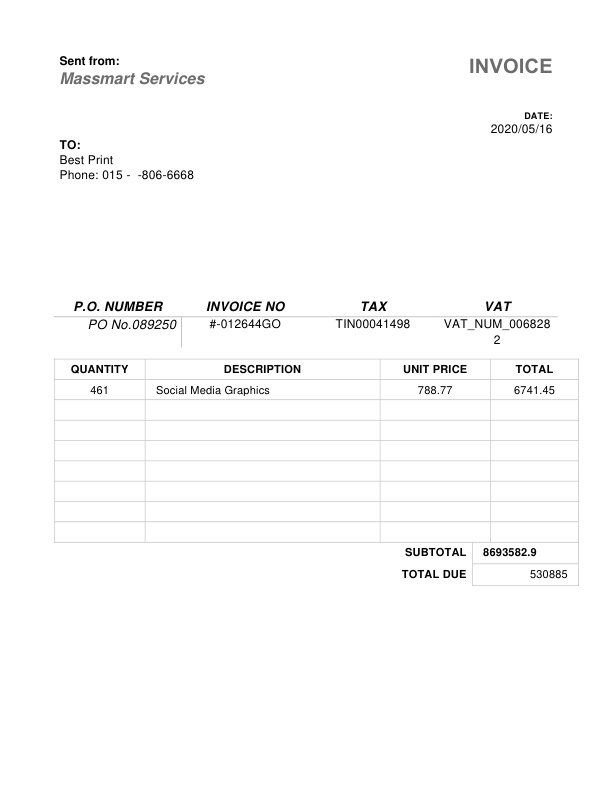 Sent from:
Massmart Services
INVOICE
DATE:
2020/05/16
TO:
Best Print
Phone: 015 -  -806-6668
P.O. NUMBER INVOICE NO TAX VAT
PO No.089250 #-012644GO TIN00041498 VAT_NUM_006828
2
QUANTITY DESCRIPTION UNIT PRICE TOTAL
461 Social Media Graphics 788.77 6741.45
SUBTOTAL 8693582.9
TOTAL DUE 530885